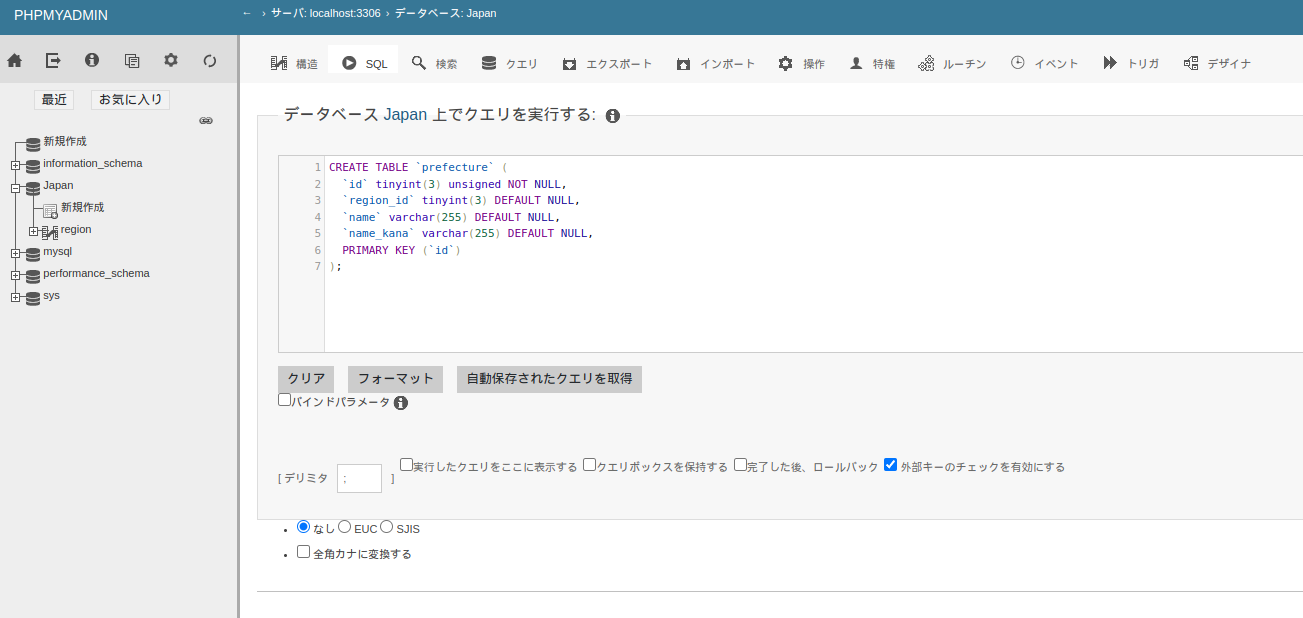 PHPMYADMIN
← › サーバ: localhost:3306 › データベース: Japan
構造 SQL 検索 クエリ エクスポート インポート 操作 特権 ルーチン イベント トリガ デザイナ
最近 お気に入り
新規作成
information_schema
Japan
新規作成
region
mysql
performance_schema
sys
データベース Japan 上でクエリを実行する:
1 CREATE TABLE `prefecture` (
2 `id` tinyint(3) unsigned NOT NULL,
3 `region_id` tinyint(3) DEFAULT NULL,
4 `name` varchar(255) DEFAULT NULL,
5 `name_kana` varchar(255) DEFAULT NULL,
6 PRIMARY KEY (`id`)
7 );
クリア フォーマット 自動保存されたクエリを取得
バインドパラメータ
[ デリミタ ; ] 実行したクエリをここに表示する クエリボックスを保持する 完了した後、ロールバック 外部キーのチェックを有効にする
• なし EUC SJIS
• 全角カナに変換する